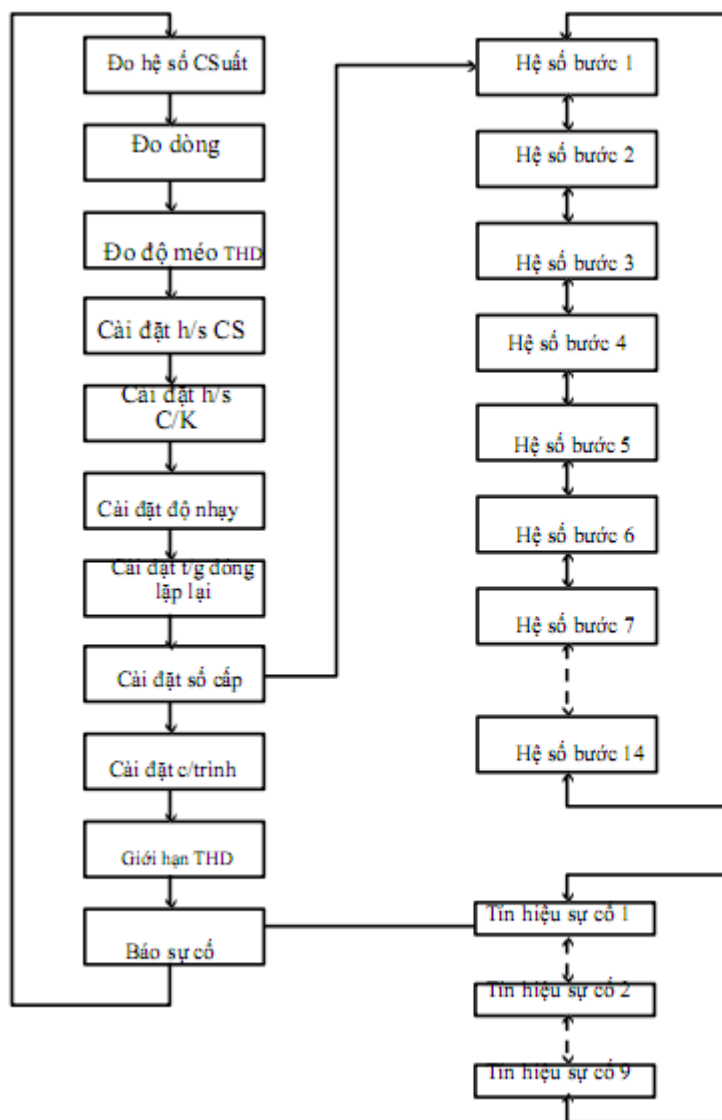 Đo hệ số CSuất
Đo dòng
Đo độ méo THD
Cài đặt h/s CS
Cài đặt h/s
C/K
Cài đặt độ nhạy
Cài đặt t/g đóng
lặp lại
Cài đặt số cấp
Cài đặt c/trình
Giới hạn THD
Báo sự cố
Hệ số bước 1
Hệ số bước 2
Hệ số bước 3
Hệ số bước 4
Hệ số bước 5
Hệ số bước 6
Hệ số bước 7
Hệ số bước 14
Tín hiệu sự cố 1
Tín hiệu sự cố 2
Tín hiệu sự cố 9